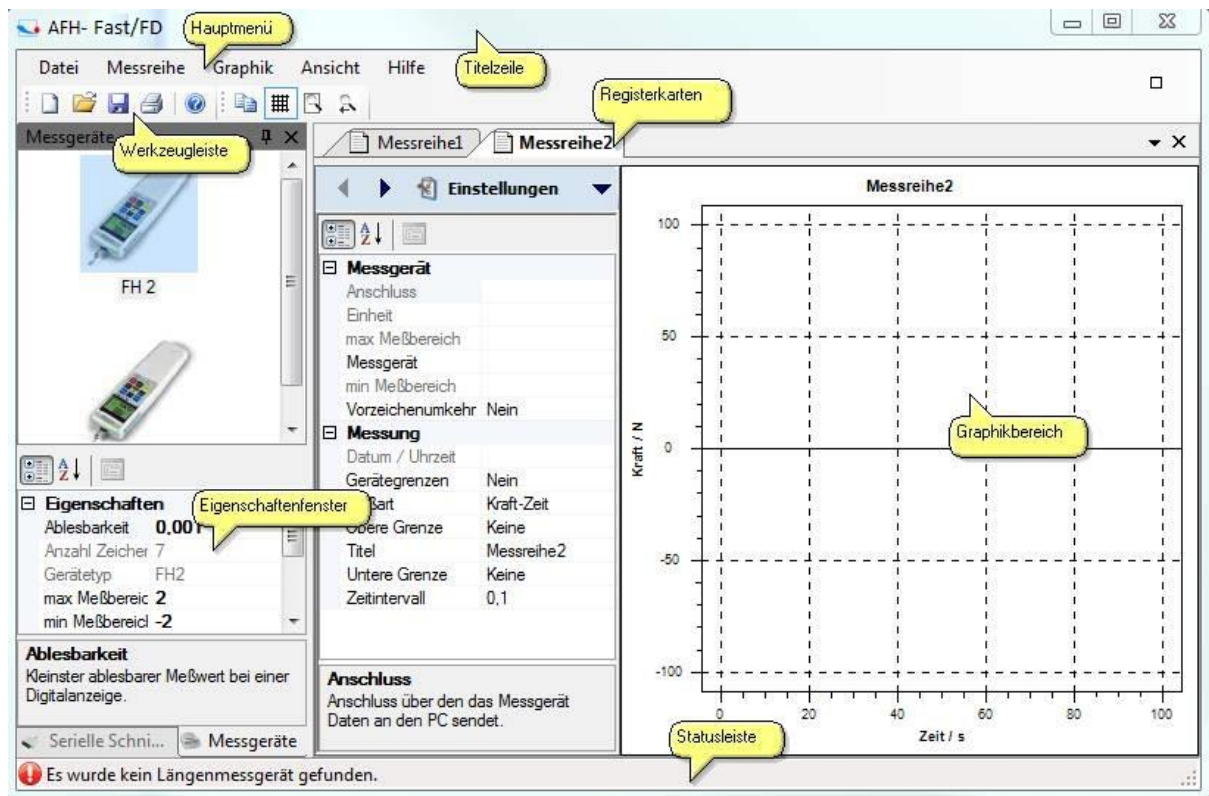 AFH- Fast/FD
Hauptmenü
Titelzeile
Datei Messreihe Graphik Ansicht Hilfe
Registerkarten
Messgeräte
Werkzeugleiste
FH 2
Eigenschaften
Ablesbarkeit 0,001
Anzahl Zeicher 7
Gerätetyp FH2
max Meßbereic 2
min Meßbereicl -2
Eigenschaftenfenster
Ablesbarkeit
Kleinster ablesbarer Meßwert bei einer
Digitalanzeige.
Serielle Schni... Messgeräte
Messreihe1 Messreihe2
Einstellungen
Messgerät
Anschluss
Einheit
max Meßbereich
Messgerät
min Meßbereich
Vorzeichenumkehr Nein
Messung
Datum / Uhrzeit
Gerätegrenzen Nein
Kraft-Zeit
Obere Grenze Keine
Titel Messreihe2
Untere Grenze Keine
Zeitintervall 0,1
Anschluss
Anschluss über den das Messgerät
Daten an den PC sendet.
Messreihe2
100
50
0
-50
-100
Kraft / N
Graphikbereich
0 20 40 60 80 100
Zeit / s
Statusleiste
Es wurde kein Längenmessgerät gefunden.